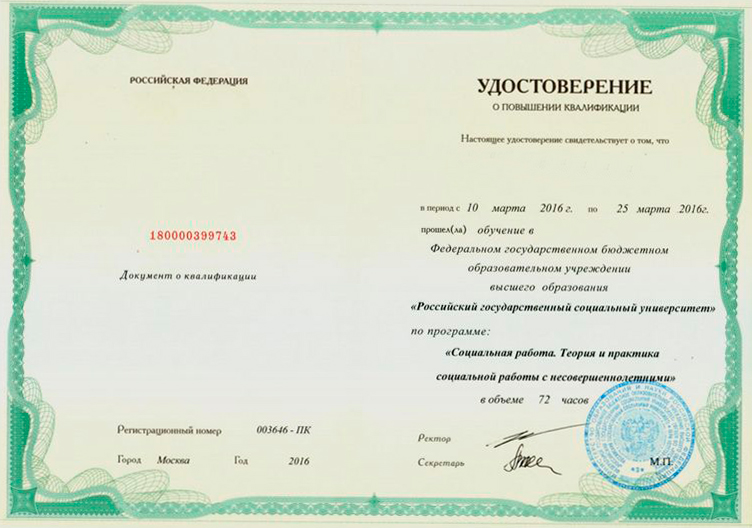 РОССИЙСКАЯ ФЕДЕРАЦИЯ
180000399743
Документ о квалификации
Регистрационный номер 003646 - ПК
Город Москва Год 2016
УДОСТОВЕРЕНИЕ
О ПОВЫШЕНИИ КВАЛИФИКАЦИИ
Настоящее удостоверение свидетельствует о том, что
в период с 10 марта 2016 г. по 25 марта 2016г.
прошел(ла) обучение в
Федеральном государственном бюджетном
образовательном учреждении
высшего образования
«Российский государственный социальный университет»
по программе:
«Социальная работа. Теория и практика
социальной работы с несовершеннолетними»
в объеме 72 часов
Ректор
Секретарь
М.П.